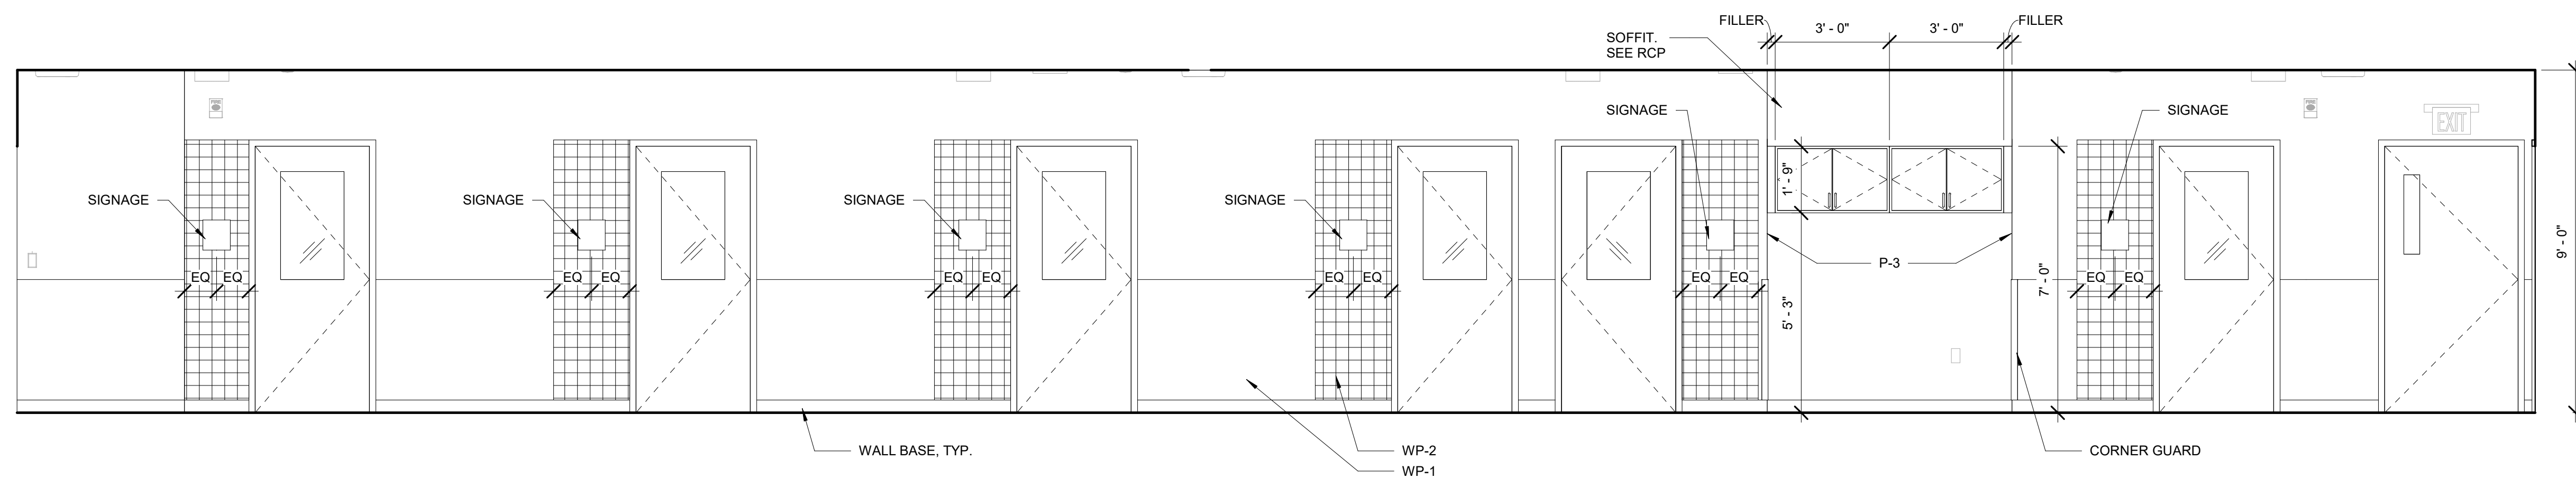 FILLER
3' - 0"
3' - 0"
FILLER
SOFFIT.
SEE RCP
FIRE
SIGNAGE
SIGNAGE
FIRE
EXIT
SIGNAGE
SIGNAGE
SIGNAGE
SIGNAGE
1' - 9"
P-3
9' - 0"
EQ
EQ
EQ
EQ
EQ
EQ
EQ
EQ
EQ
EQ
7' - 0"
EQ
EQ
5' - 3"
WALL BASE, TYP.
WP-2
WP-1
CORNER GUARD